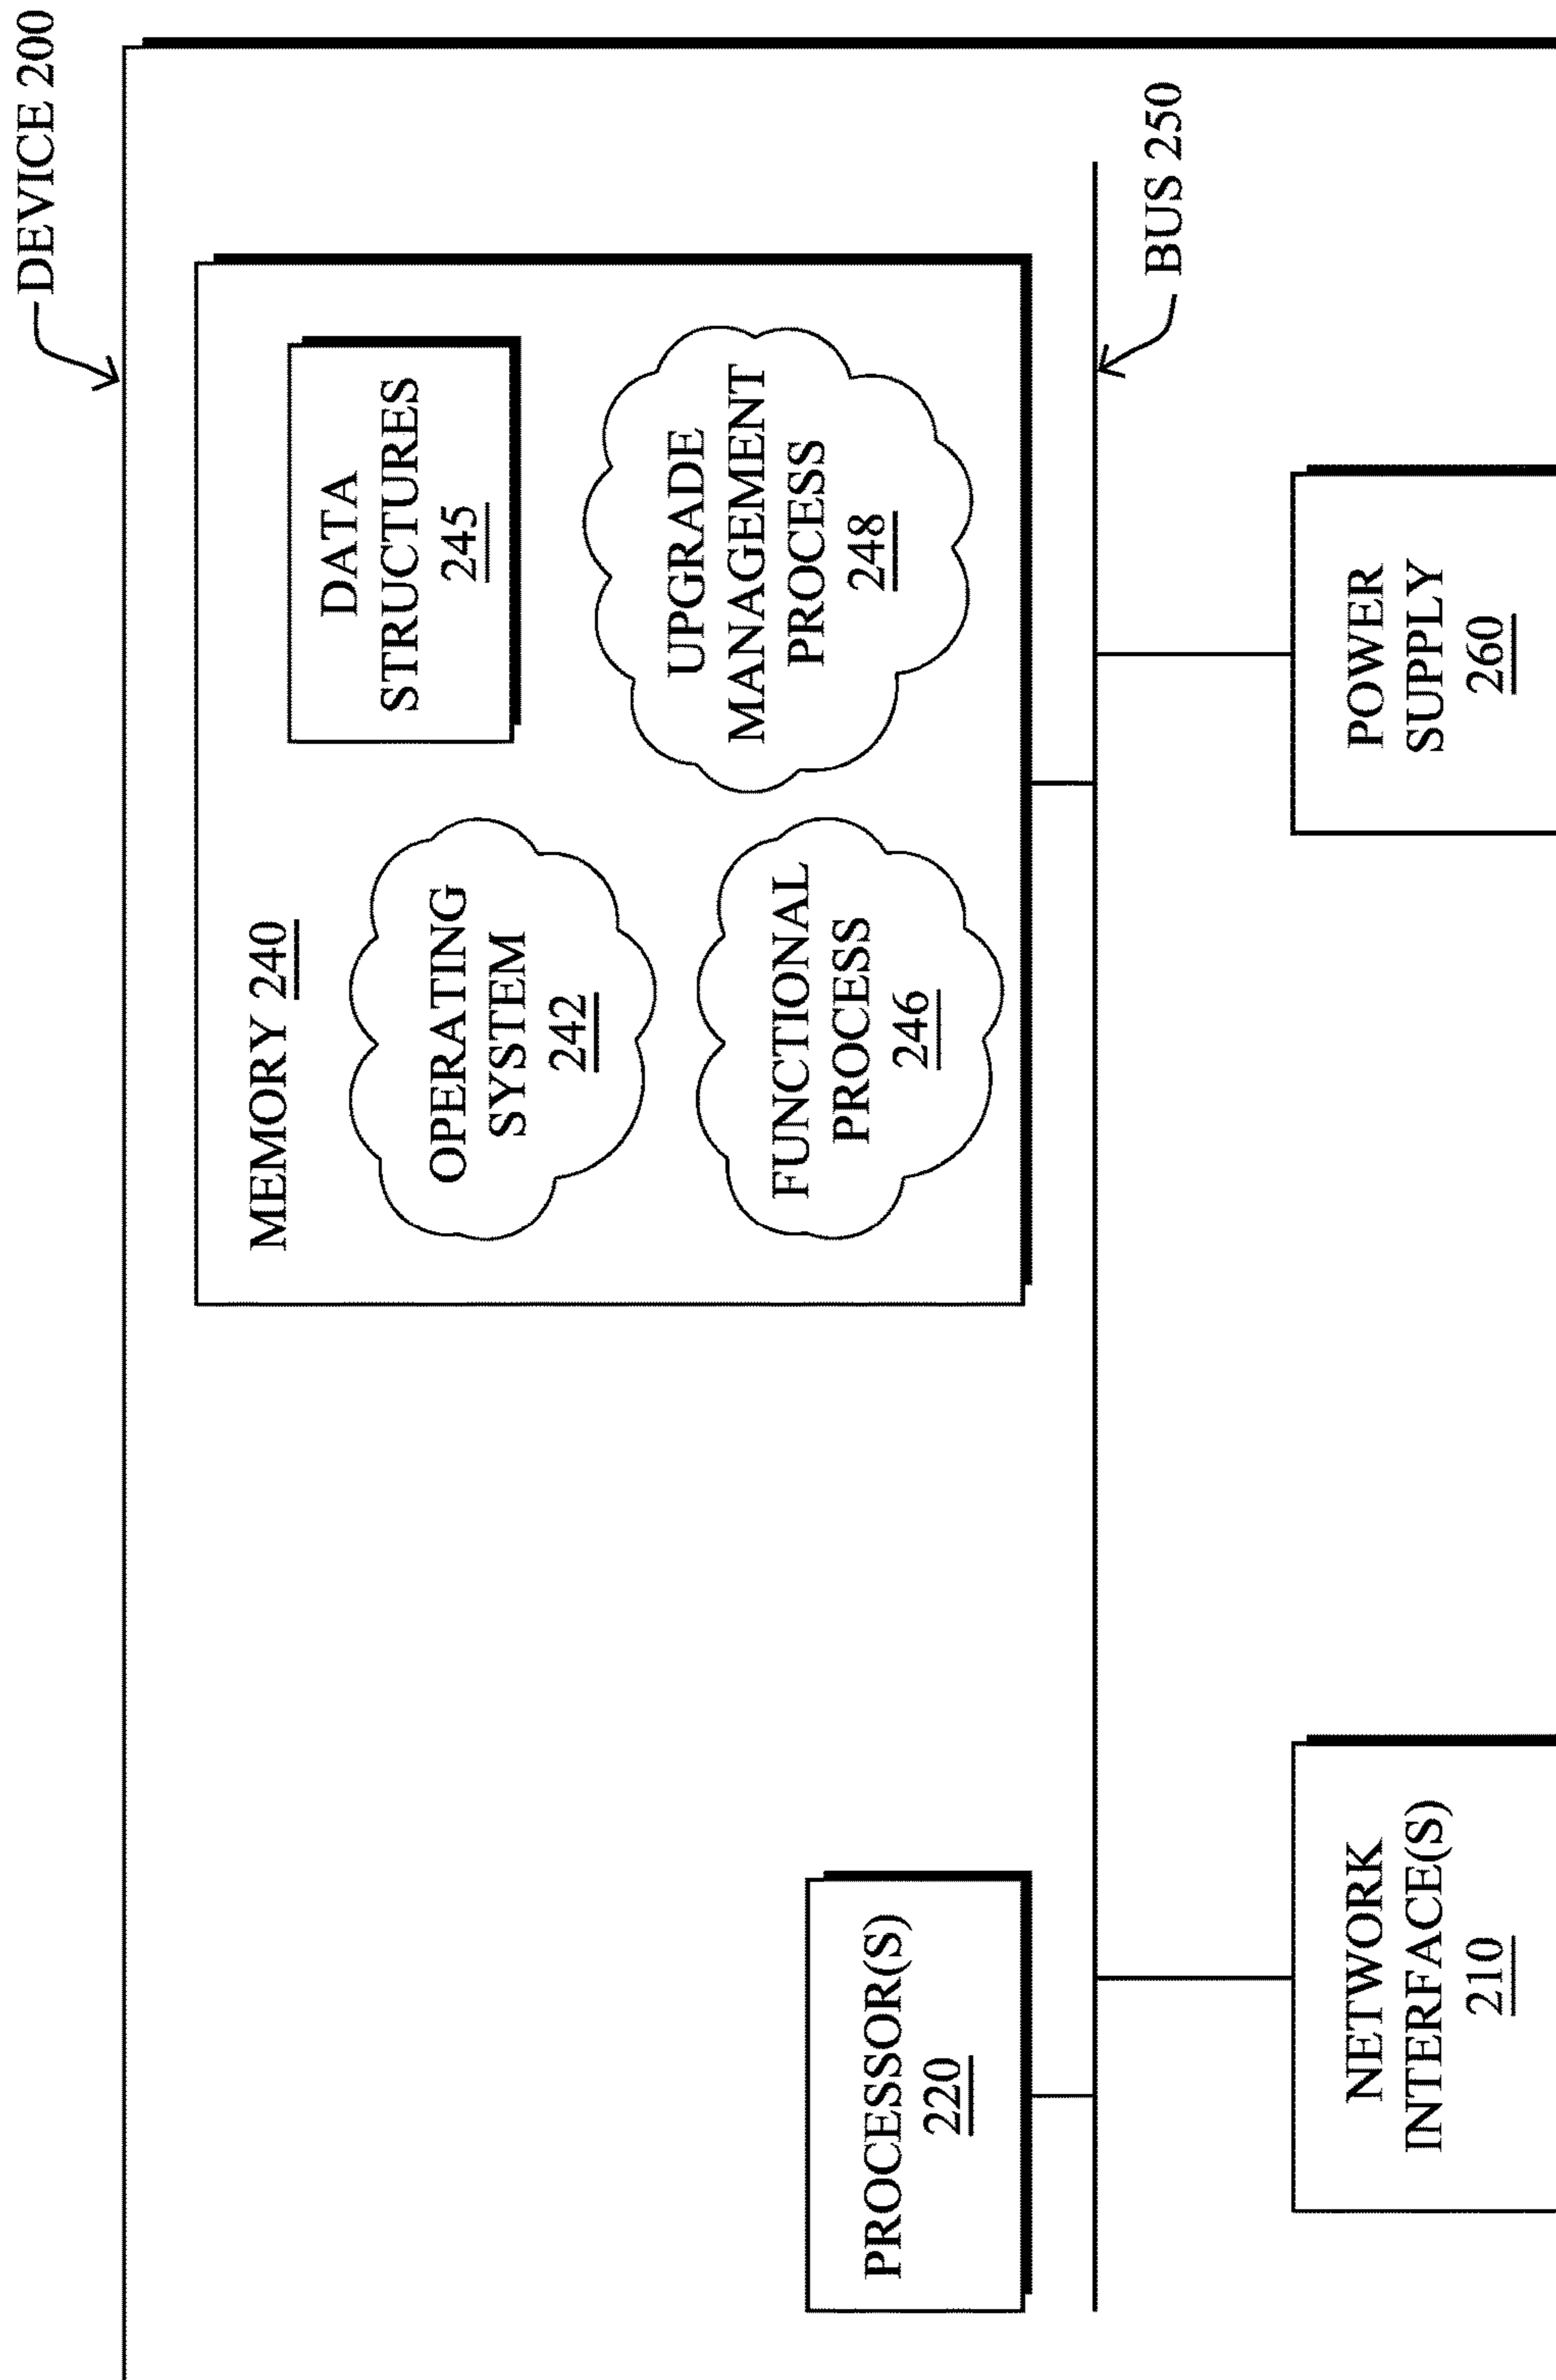 DEVICE 200
MEMORY 240
OPERATING
SYSTEM
242
DATA
STRUCTURES
245
FUNCTIONAL
PROCESS
246
UPGRADE
MANAGEMENT
PROCESS
248
PROCESSOR(S)
220
BUS 250
NETWORK
INTERFACE(S)
210
POWER
SUPPLY
260